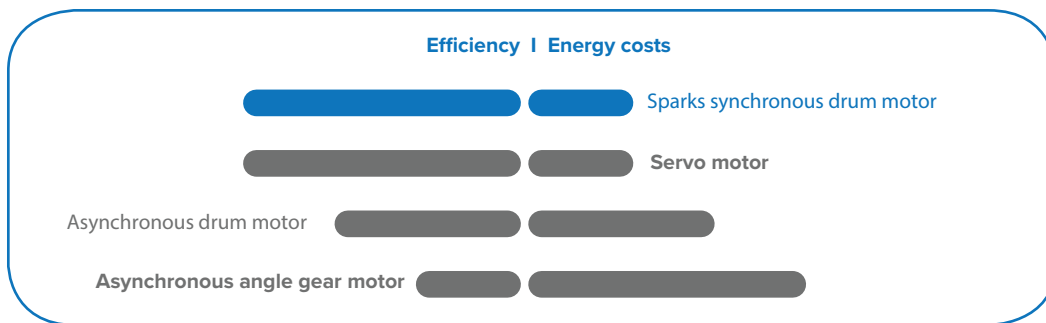 Efficiency I Energy costs
Sparks synchronous drum motor
Servo motor
Asynchronous drum motor
Asynchronous angle gear motor